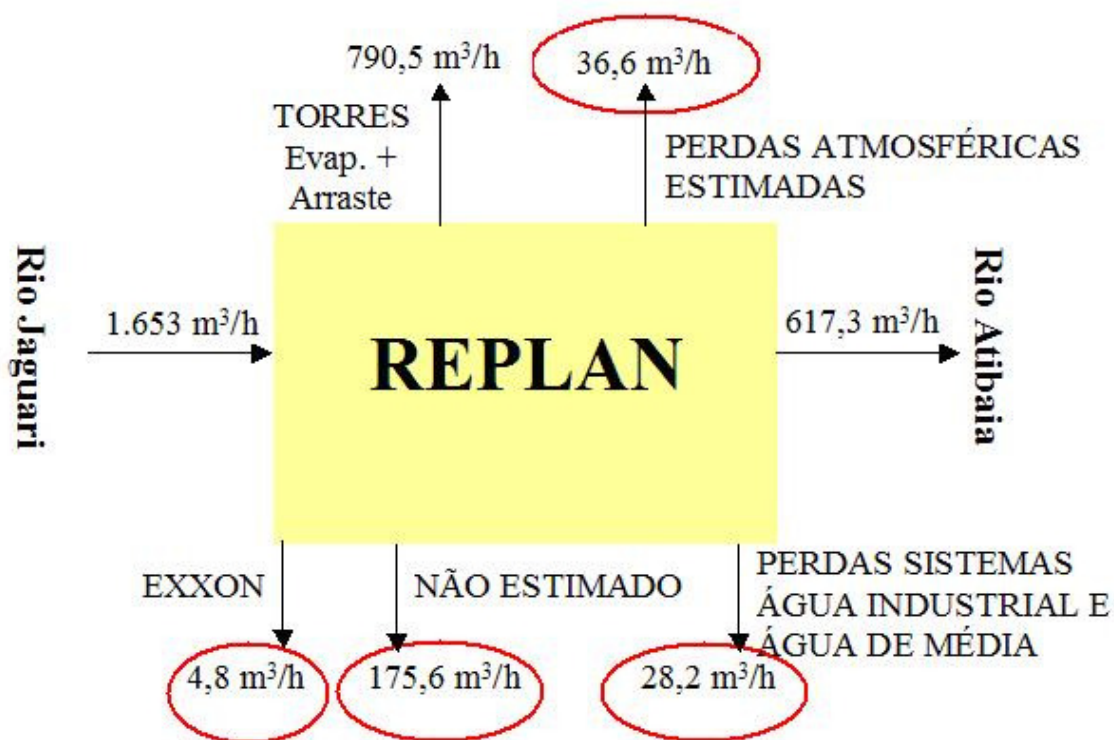 790,5 m³/h
36,6 m³/h
TORRES
Evap. +
Arraste
PERDAS ATMOSFÉRICAS
ESTIMADAS
Rio Jaguari
1.653 m³/h
REPLAN
617,3 m³/h
Rio Atibaia
EXXON
NÃO ESTIMADO
PERDAS SISTEMAS
ÁGUA INDUSTRIAL E
ÁGUA DE MÉDIA
4,8 m³/h
175,6 m³/h
28,2 m³/h